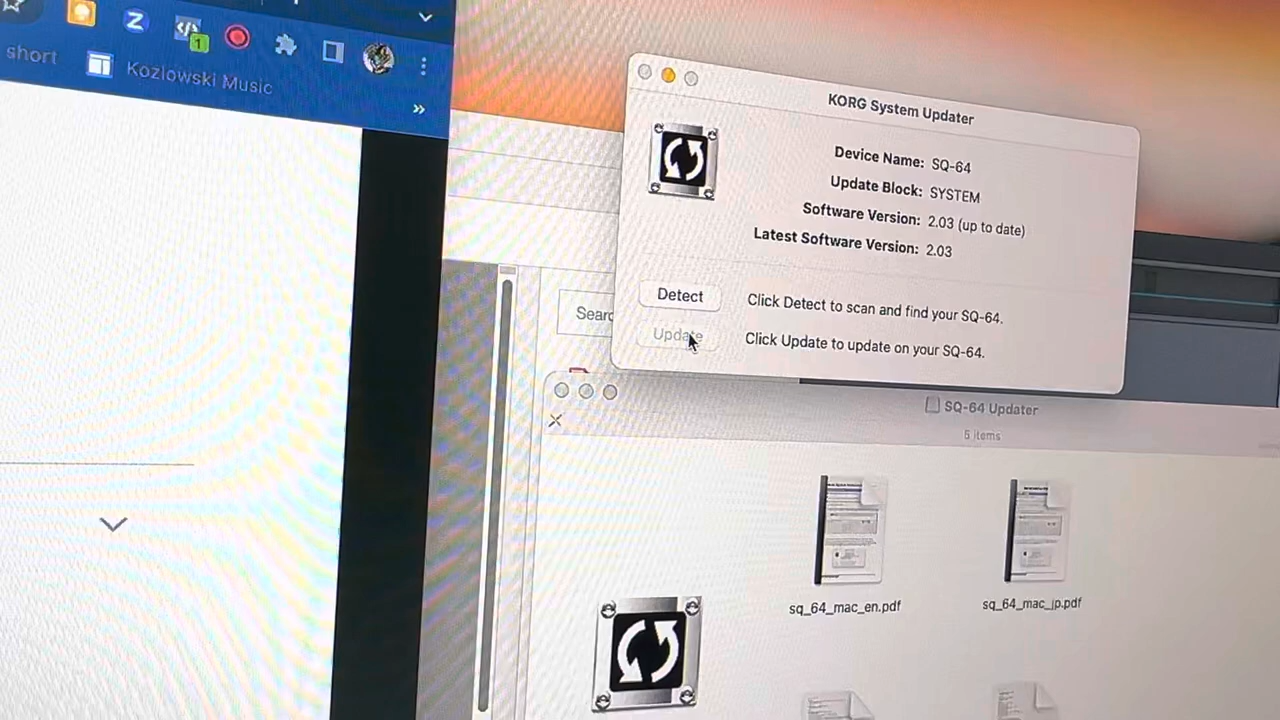 short
Kozlowski Music
»
1
KORG System Updater
Device Name: SQ-64
Update Block: SYSTEM
Software Version: 2.03 (up to date)
Latest Software Version: 2.03
Detect Click Detect to scan and find your SQ-64.
Update Click Update to update on your SQ-64.
Searc
SQ-64 Updater
5 items
sq_64_mac_en.pdf
sq_64_mac_jp.pdf